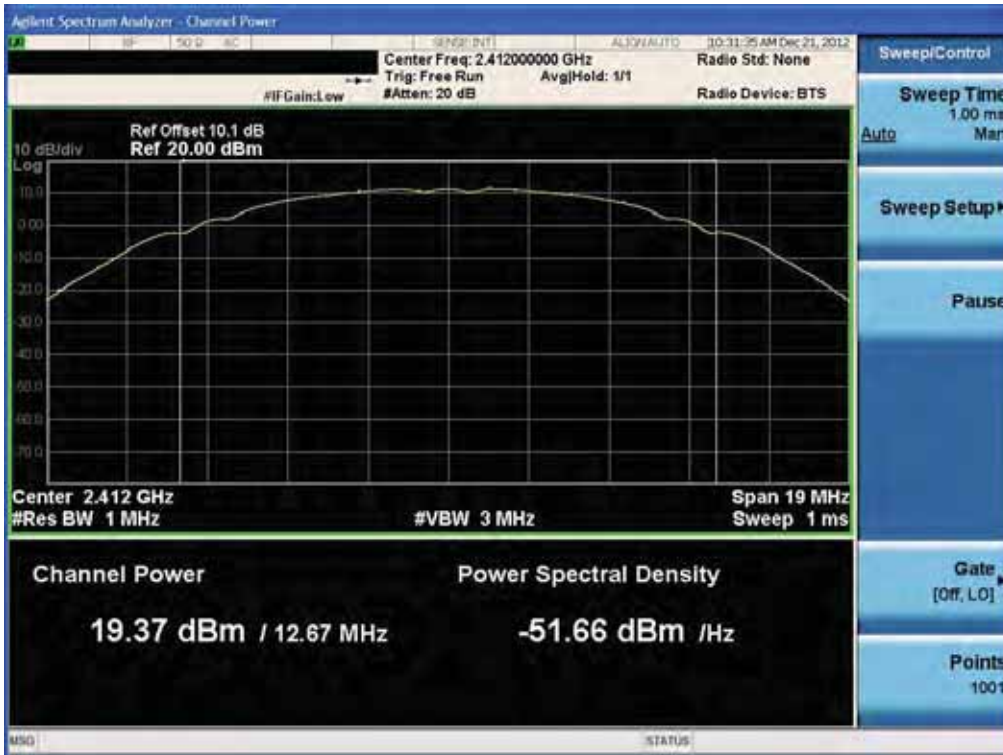 Agilent Spectrum Analyzer - Channel Power
RF 50 Ω AC SENSE:INT ALIGN AUTO 10:31:35 AM Dec 21, 2012
Center Freq: 2.412000000 GHz Radio Std: None
Trig: Free Run Avg|Hold: 1/1
#IFGain:Low #Atten: 20 dB Radio Device: BTS
Ref Offset 10.1 dB
10 dB/div Ref 20.00 dBm
Log
10.0
0.00
-10.0
-20.0
-30.0
-40.0
-50.0
-60.0
-70.0
Center 2.412 GHz Span 19 MHz
#Res BW 1 MHz #VBW 3 MHz Sweep 1 ms
Channel Power Power Spectral Density
19.37 dBm / 12.67 MHz -51.66 dBm /Hz
MSG STATUS
Sweep/Control
Sweep Time
1.00 ms
Auto Man
Sweep Setup
Pause
Gate
[Off, LO]
Points
1001